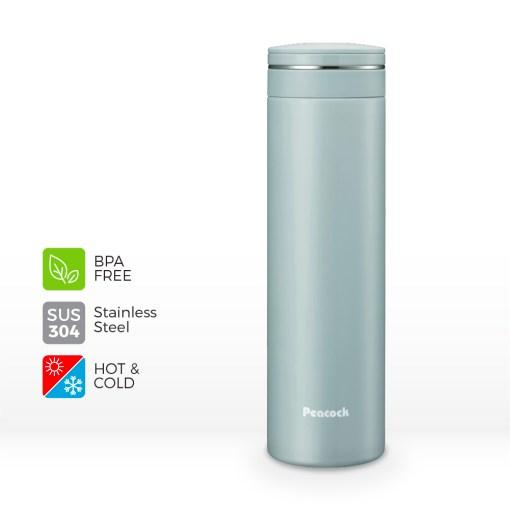 BPA
FREE
SUS
304
Stainless
Steel
HOT &
COLD
Peacock